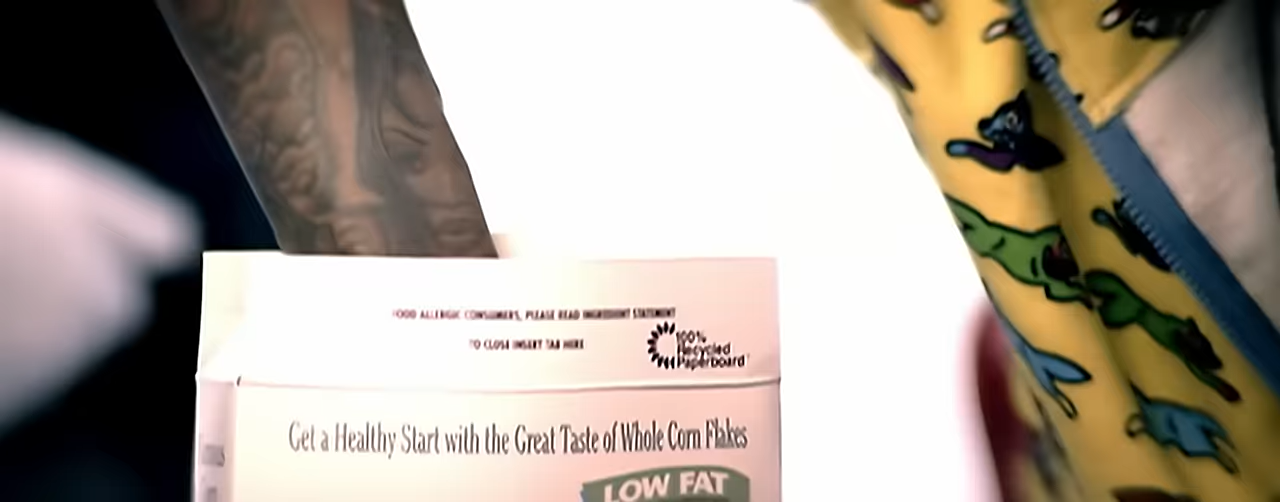 FOOD ALLERGIC CONSUMERS, PLEASE READ INGREDIENT STATEMENT
TO CLOSE INSERT TAB HERE
100%
Recycled
Paperboard
Get a Healthy Start with the Great Taste of Whole Corn Flakes
LOW FAT